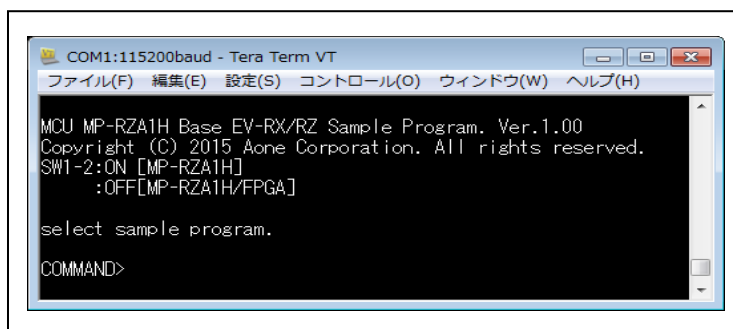 COM1:115200baud - Tera Term VT
ファイル(F) 編集(E) 設定(S) コントロール(O) ウィンドウ(W) ヘルプ(H)
MCU MP-RZA1H Base EV-RX/RZ Sample Program. Ver.1.00
Copyright (C) 2015 Aone Corporation. All rights reserved.
SW1-2:ON [MP-RZA1H]
:OFF[MP-RZA1H/FPGA]
select sample program.
COMMAND>